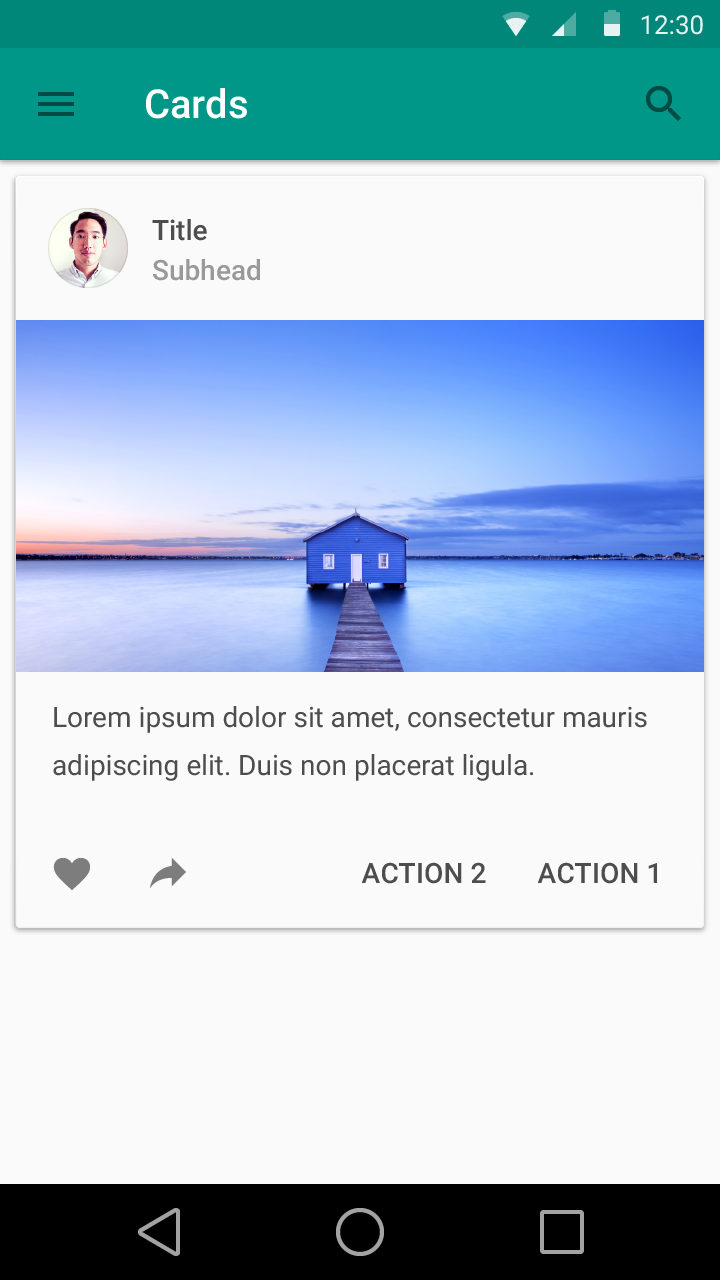 12:30
Cards
Title
Subhead
Lorem ipsum dolor sit amet, consectetur mauris
adipiscing elit. Duis non placerat ligula.
ACTION 2 ACTION 1